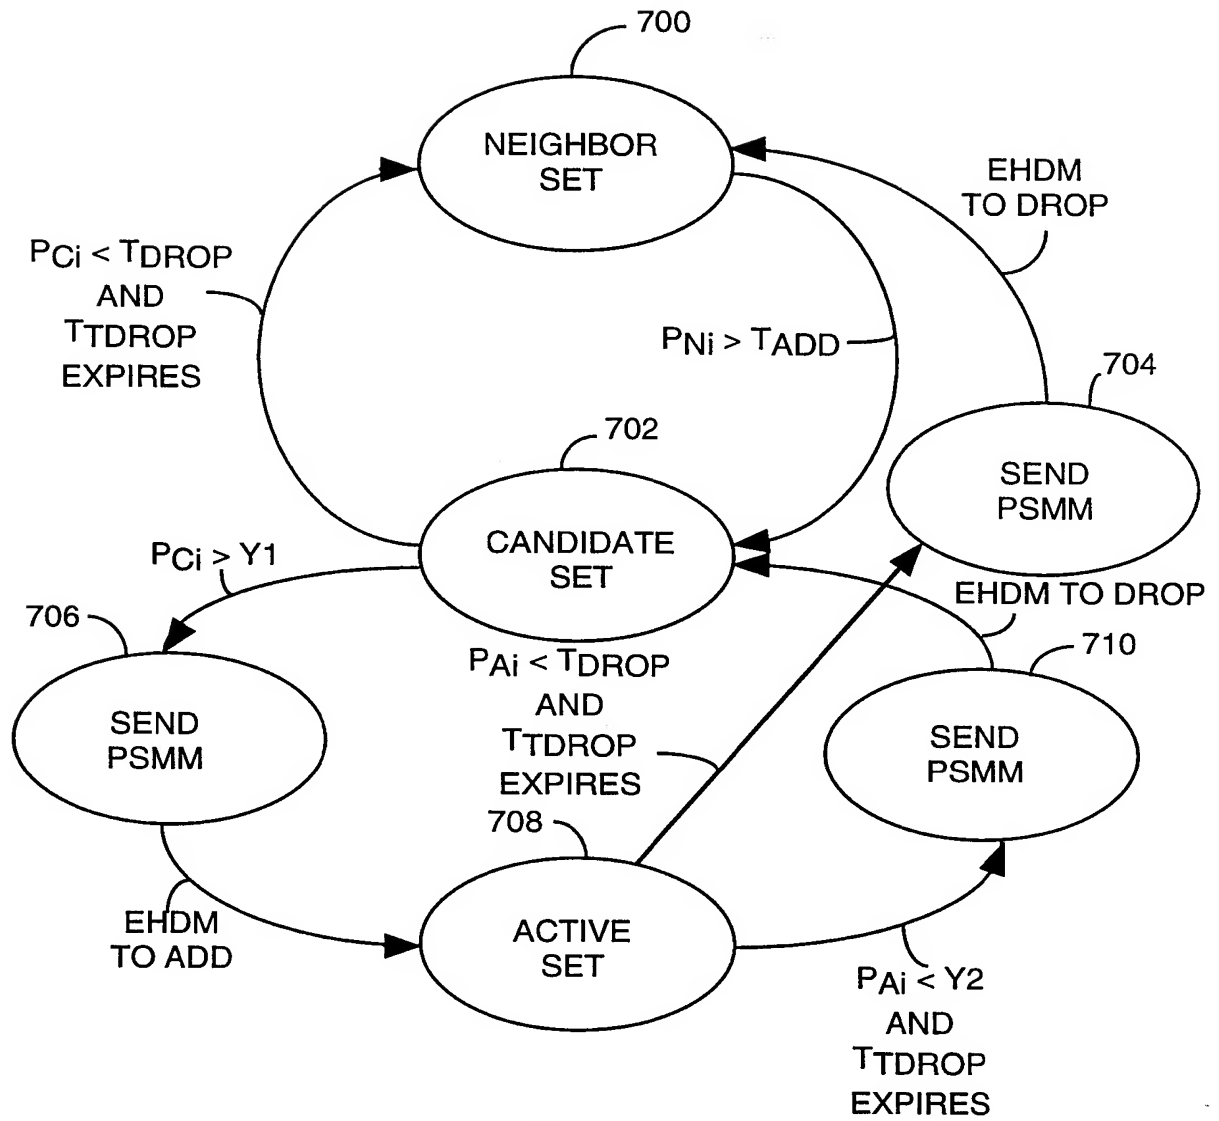 700
NEIGHBOR
SET
EHDM
TO DROP
PCi < TDROP
AND
TTDROP
EXPIRES
PNi > TADD
704
702
SEND
PSMM
CANDIDATE
SET
PCi > Y1
EHDM TO DROP
706
710
PAi < TDROP
AND
TTDROP
EXPIRES
SEND
PSMM
SEND
PSMM
708
EHDM
TO ADD
ACTIVE
SET
PAi < Y2
AND
TTDROP
EXPIRES